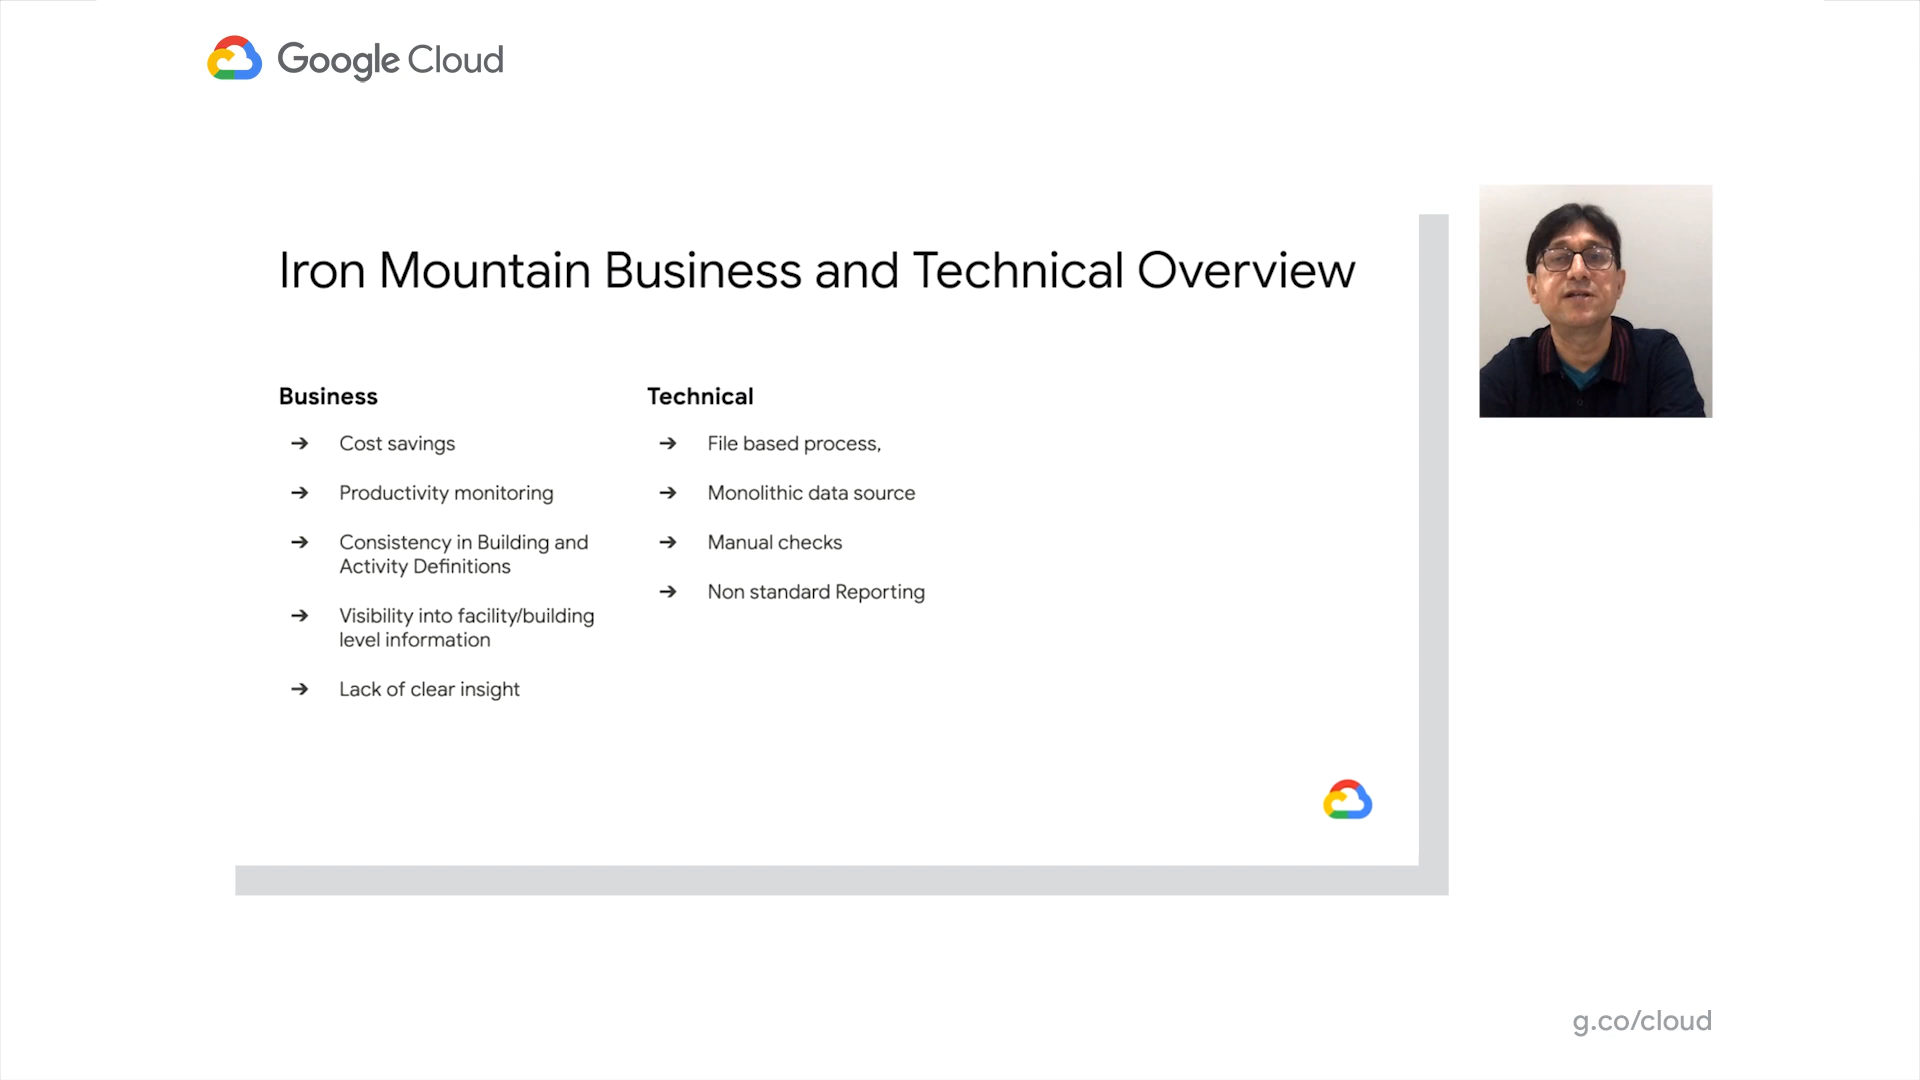 Google Cloud
Iron Mountain Business and Technical Overview
Business
➔ Cost savings
➔ Productivity monitoring
➔ Consistency in Building and
Activity Definitions
➔ Visibility into facility/building
level information
➔ Lack of clear insight
Technical
➔ File based process,
➔ Monolithic data source
➔ Manual checks
➔ Non standard Reporting
g.co/cloud